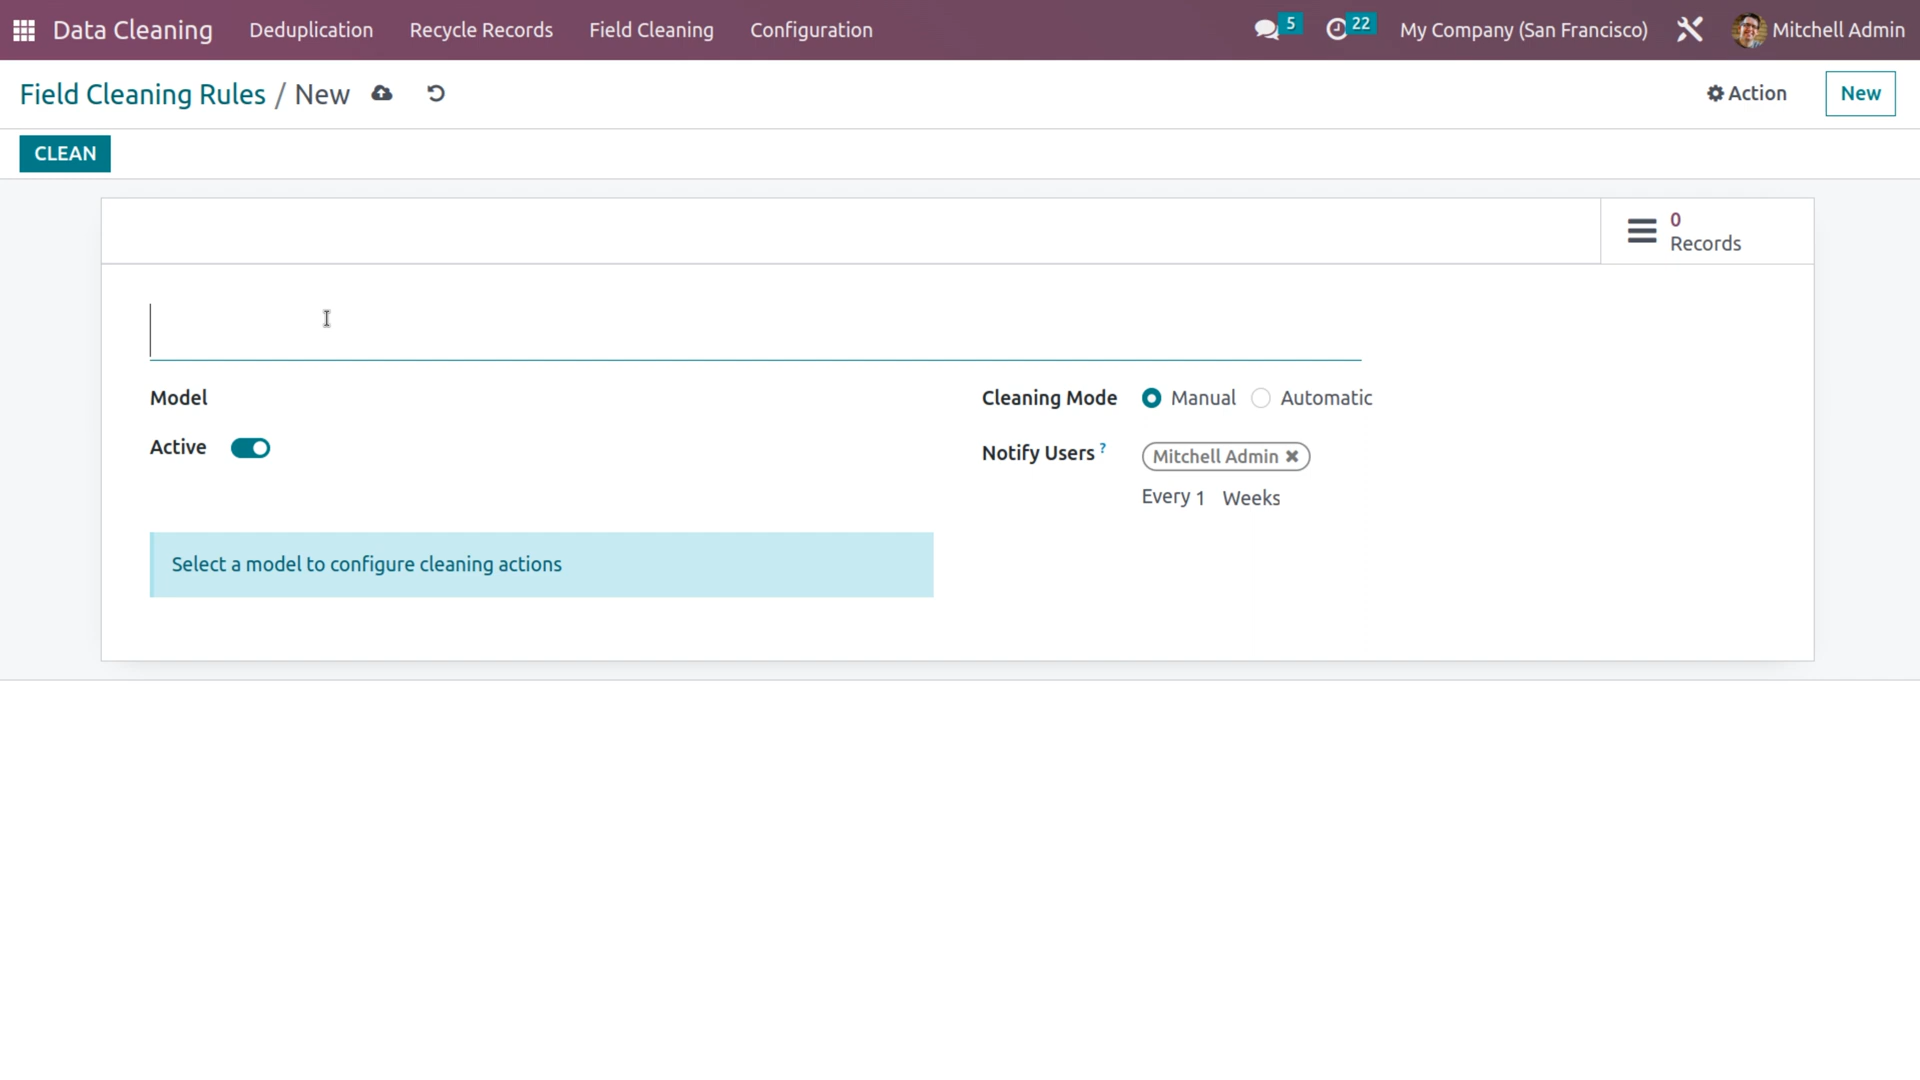 Data Cleaning Deduplication Recycle Records Field Cleaning Configuration 5 22 My Company (San Francisco) Mitchell Admin
Field Cleaning Rules / New Action New
CLEAN
0
Records
Model
Cleaning Mode Manual Automatic
Active
Notify Users ? Mitchell Admin
Every 1 Weeks
Select a model to configure cleaning actions